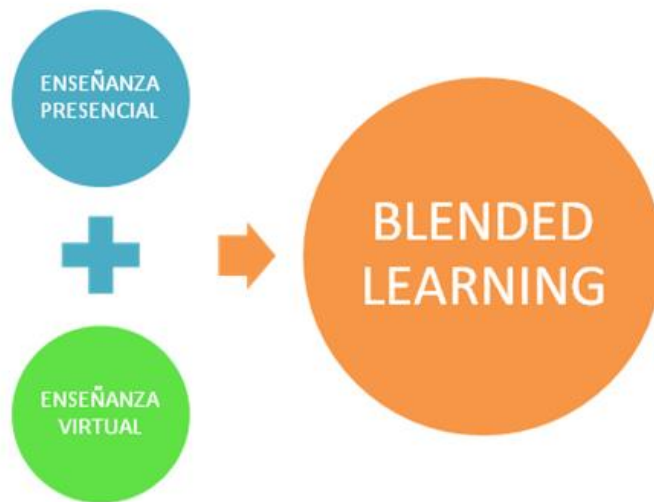 ENSEÑANZA
PRESENCIAL
ENSEÑANZA
VIRTUAL
BLENDED
LEARNING